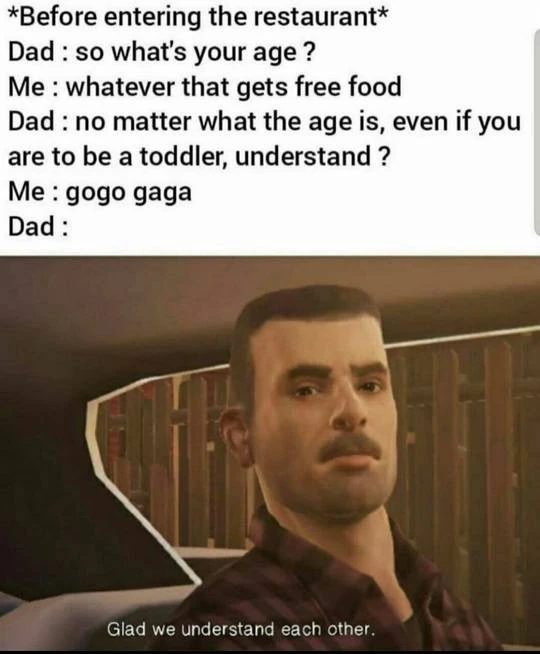 *Before entering the restaurant*
Dad : so what's your age ?
Me : whatever that gets free food
Dad : no matter what the age is, even if you
are to be a toddler, understand ?
Me : gogo gaga
Dad :
Glad we understand each other.